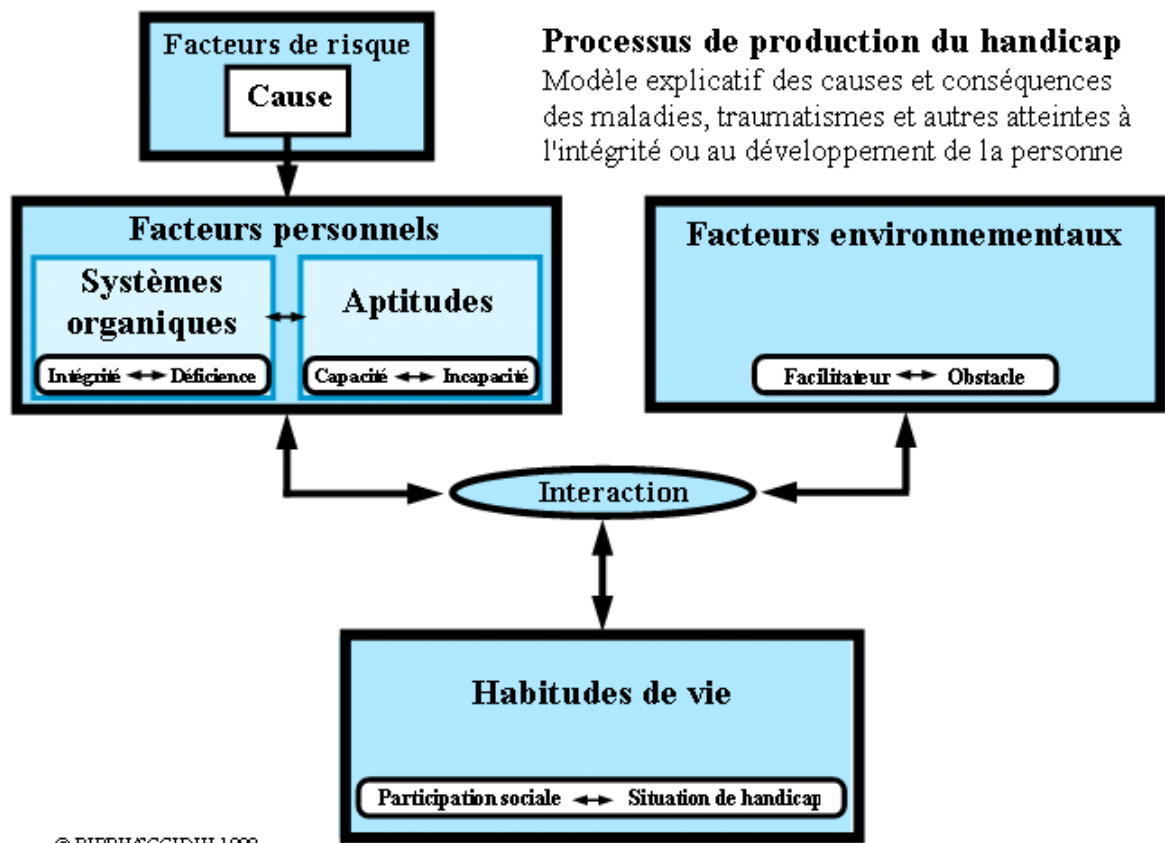 Facteurs de risque
Cause
Processus de production du handicap
Modèle explicatif des causes et conséquences
des maladies, traumatismes et autres atteintes à
l'intégrité ou au développement de la personne
Facteurs personnels
Systèmes
organiques
Intégrité ↔ Déficience
Aptitudes
Capacité ↔ Incapacité
Facteurs environnementaux
Facilitateur ↔ Obstacle
Interaction
Habitudes de vie
Participation sociale ↔ Situation de handicap
©